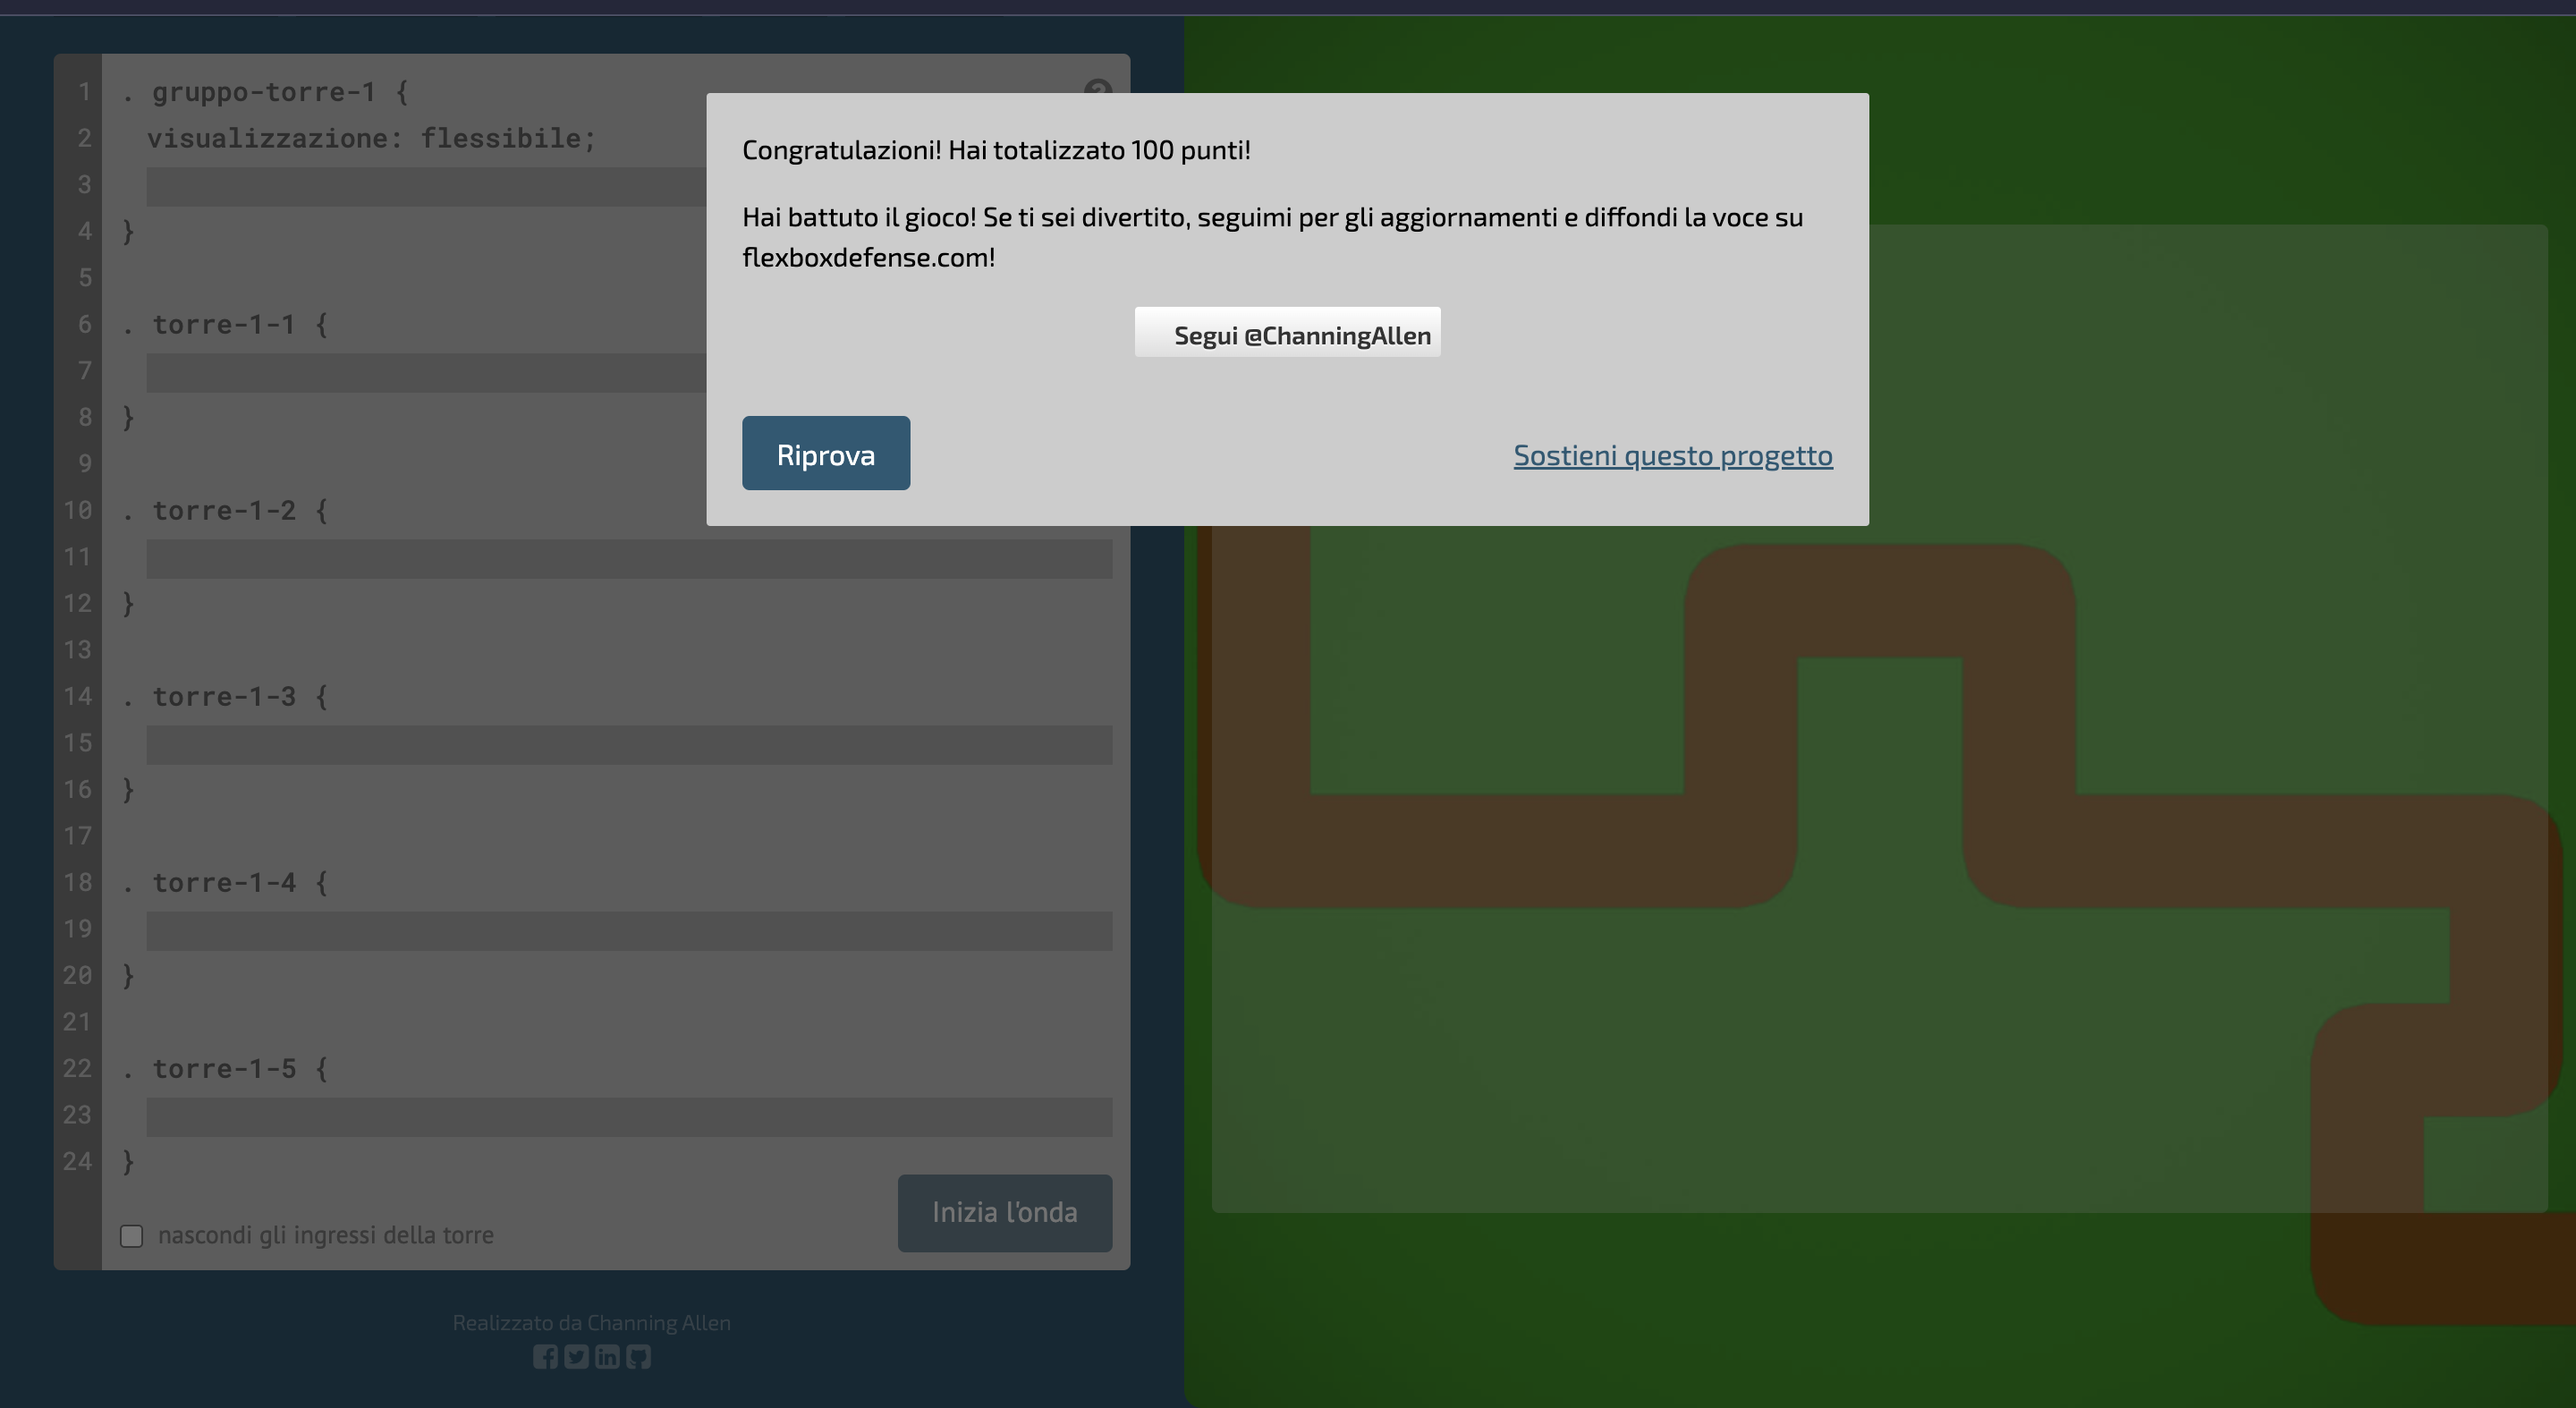 1 . gruppo-torre-1 {
2 visualizzazione: flessibile;
3
4 }
5
6 . torre-1-1 {
7
8 }
9
10 . torre-1-2 {
11
12 }
13
14 . torre-1-3 {
15
16 }
17
18 . torre-1-4 {
19
20 }
21
22 . torre-1-5 {
23
24 }
nascondi gli ingressi della torre
Inizia l'onda
Realizzato da Channing Allen
Congratulazioni! Hai totalizzato 100 punti!
Hai battuto il gioco! Se ti sei divertito, seguimi per gli aggiornamenti e diffondi la voce su
flexboxdefense.com!
Segui @ChanningAllen
Riprova
Sostieni questo progetto